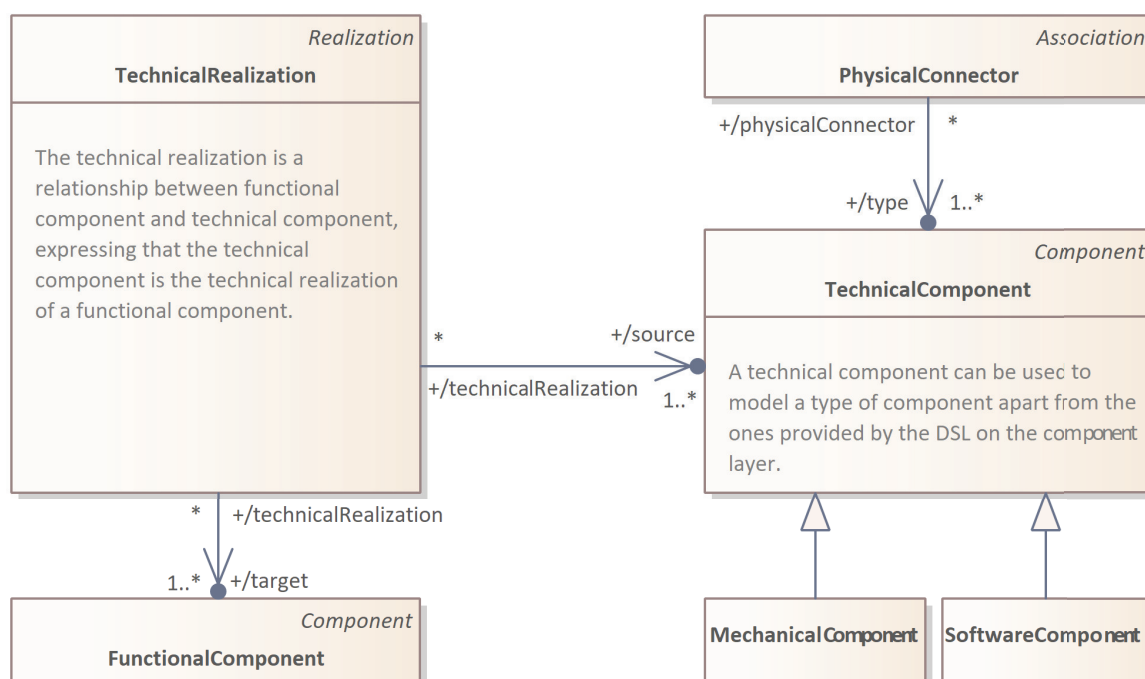 Realization
TechnicalRealization
The technical realization is a
relationship between functional
component and technical component,
expressing that the technical
component is the technical realization
of a functional component.
Association
PhysicalConnector
+/physicalConnector *
+/type 1..*
Component
TechnicalComponent
A technical component can be used to
model a type of component apart from the
ones provided by the DSL on the component
layer.
* +/source
+/technicalRealization 1..*
* +/technicalRealization
1..* +/target
Component
FunctionalComponent
MechanicalComponent
SoftwareComponent